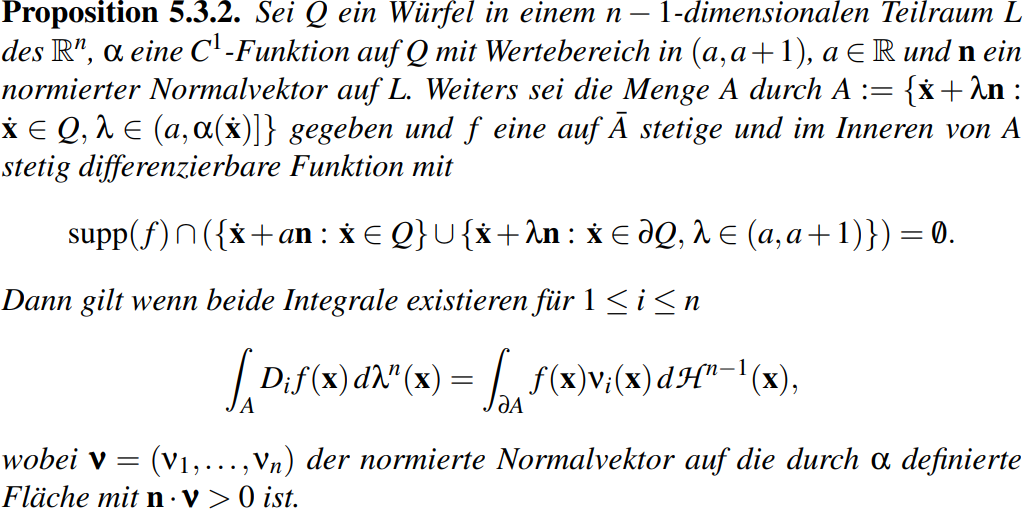 Proposition 5.3.2. Sei Q ein Würfel in einem n − 1-dimensionalen Teilraum L
des ℝⁿ, α eine C¹-Funktion auf Q mit Wertebereich in (a, a + 1), a ∈ ℝ und n ein
normierter Normalvektor auf L. Weiters sei die Menge A durch A := {ẋ + λn :
ẋ ∈ Q, λ ∈ (a, α(ẋ)]} gegeben und f eine auf Ā stetige und im Inneren von A
stetig differenzierbare Funktion mit
supp(f) ∩ ({ẋ + an : ẋ ∈ Q} ∪ {ẋ + λn : ẋ ∈ ∂Q, λ ∈ (a, a + 1)}) = ∅.
Dann gilt wenn beide Integrale existieren für 1 ≤ i ≤ n
∫_A D_i f(x) dλⁿ(x) = ∫_∂A f(x)ν_i(x) dℋⁿ⁻¹(x),
wobei ν = (ν₁, . . . , νₙ) der normierte Normalvektor auf die durch α definierte
Fläche mit n · ν > 0 ist.